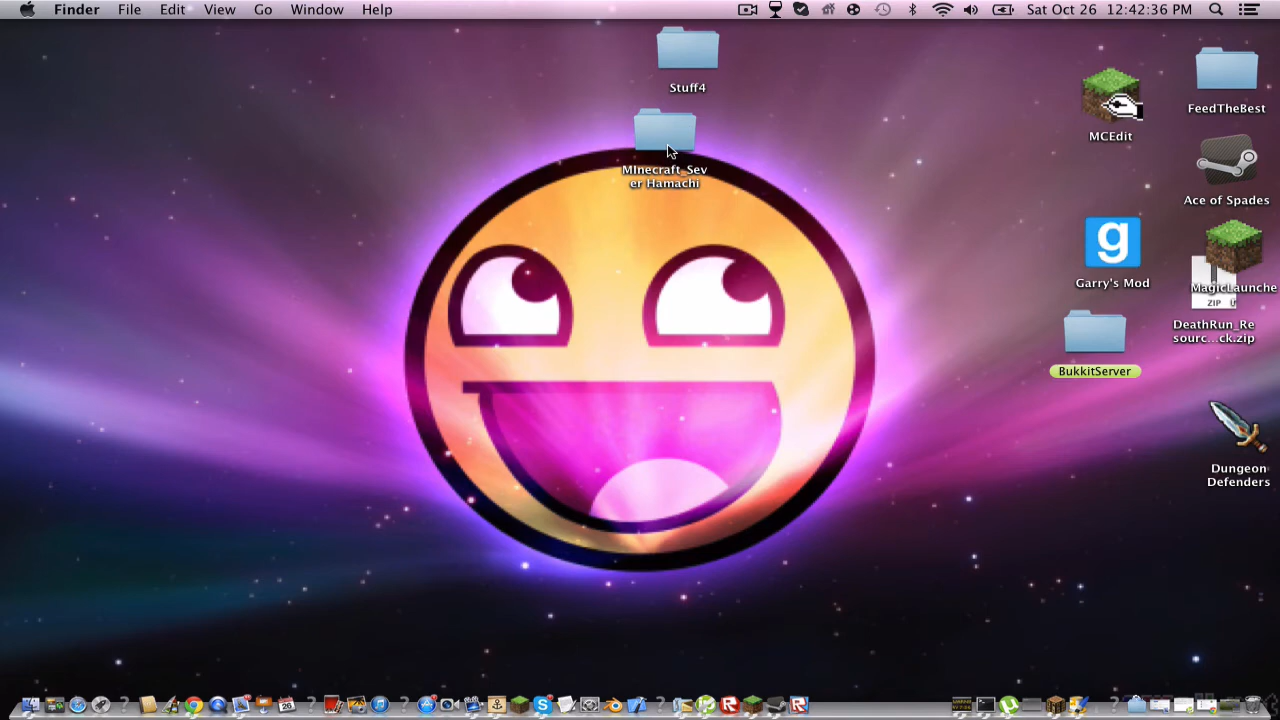 Finder File Edit View Go Window Help Sat Oct 26 12:42:36 PM
Stuff4
MInecraft_Sev
er Hamachi
MCEdit
FeedTheBest
Ace of Spades
g
Garry's Mod
MagicLaunche
ZIP
DeathRun_Re
sourc...ck.zip
BukkitServer
Dungeon
Defenders